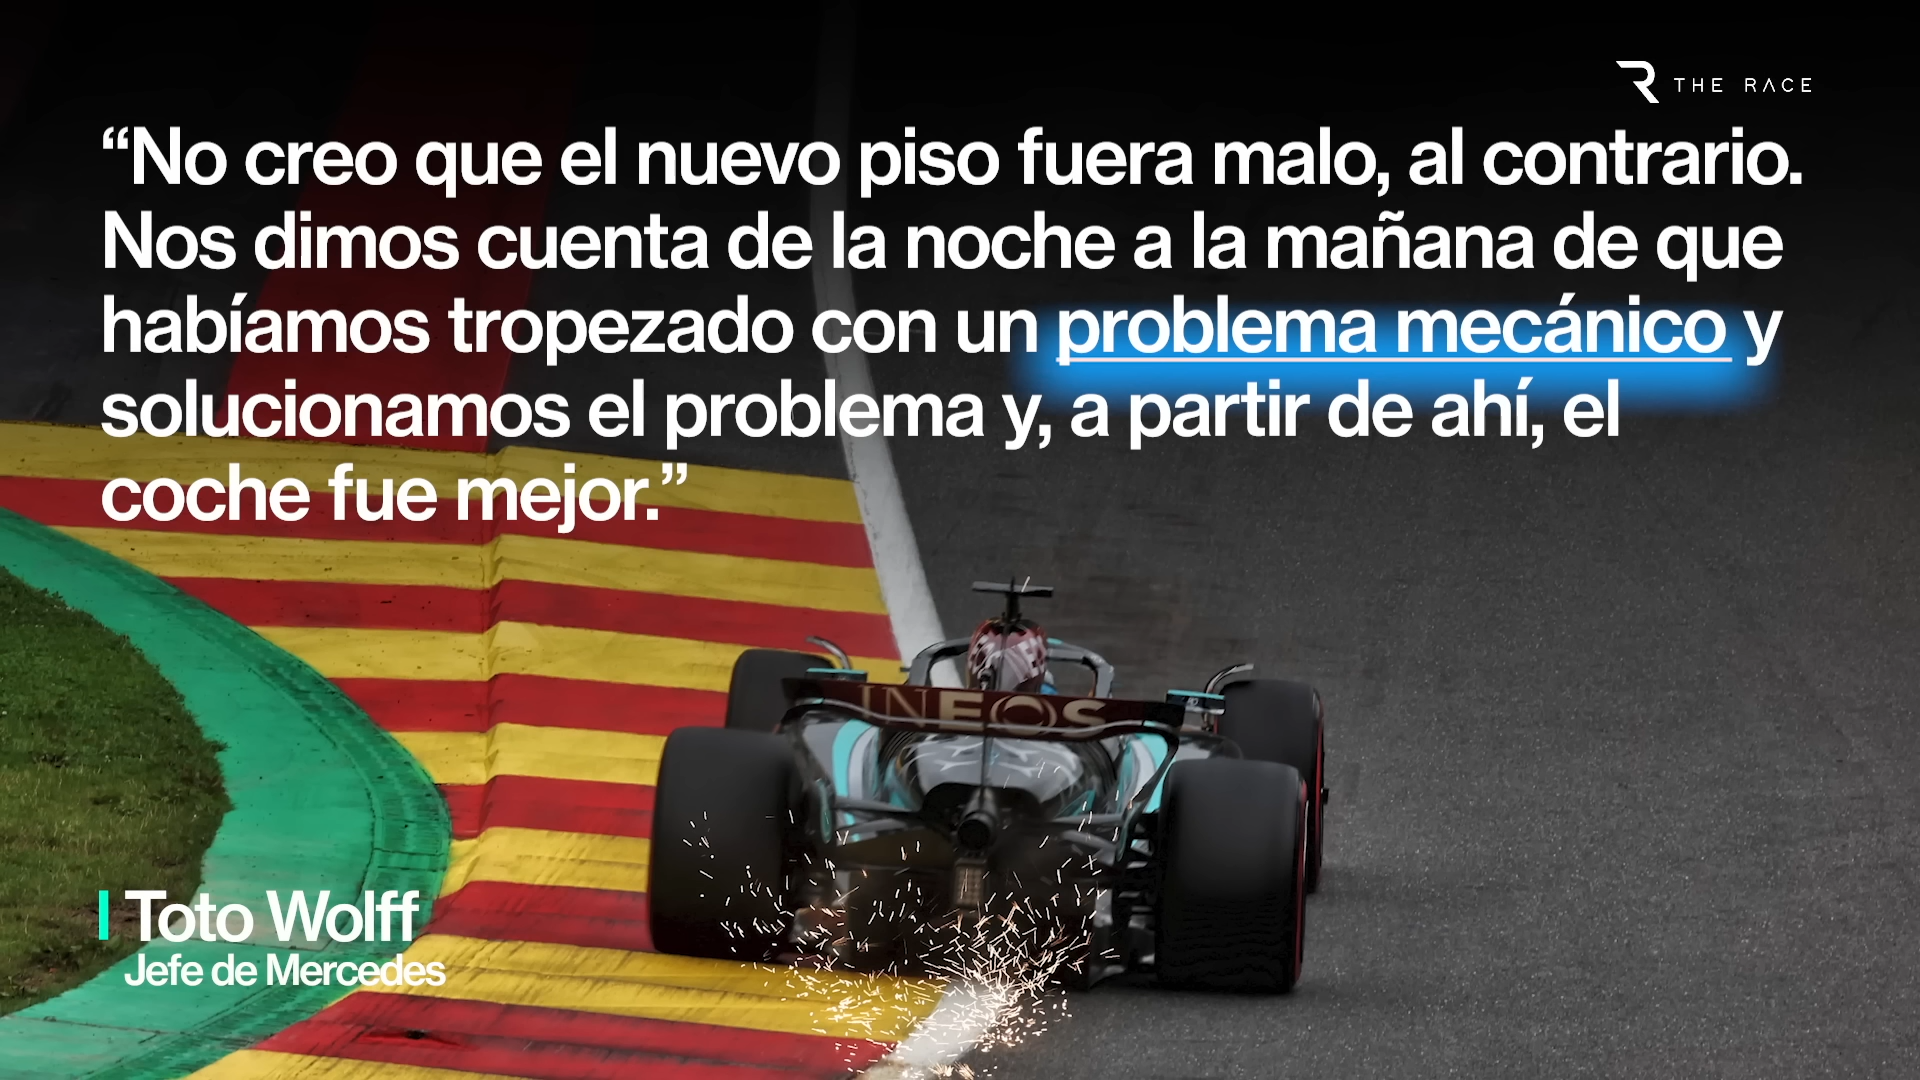 THE RACE
“No creo que el nuevo piso fuera malo, al contrario.
Nos dimos cuenta de la noche a la mañana de que
habíamos tropezado con un problema mecánico y
solucionamos el problema y, a partir de ahí, el
coche fue mejor.”
INEOS
Toto Wolff
Jefe de Mercedes